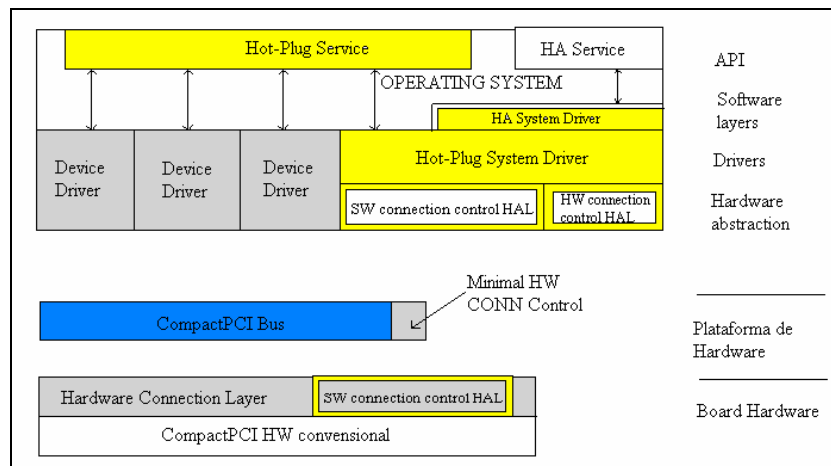 Hot-Plug Service
HA Service
API
OPERATING SYSTEM
Software
layers
HA System Driver
Device
Driver
Device
Driver
Device
Driver
Hot-Plug System Driver
Drivers
SW connection control HAL
HW connection
control HAL
Hardware
abstraction
Minimal HW
CONN Control
CompactPCI Bus
Plataforma de
Hardware
Hardware Connection Layer
SW connection control HAL
Board Hardware
CompactPCI HW convensional